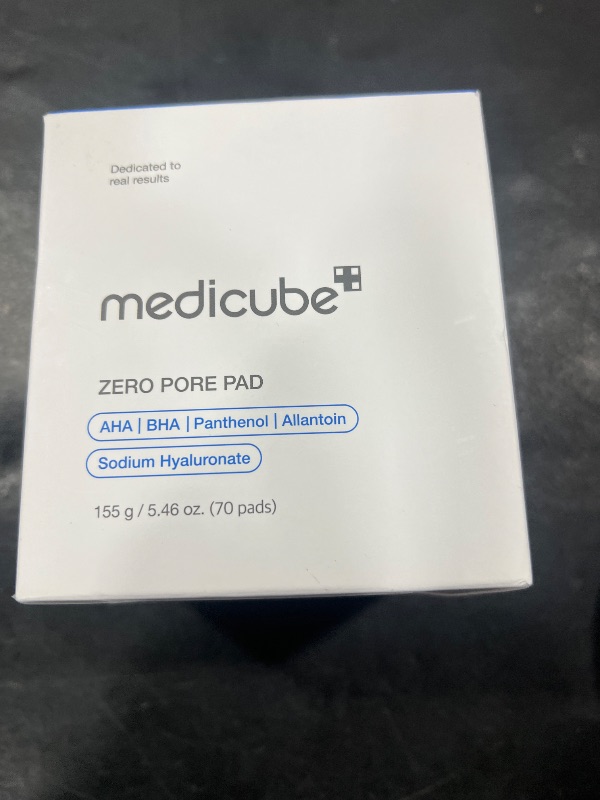 Dedicated to
real results
medicube
ZERO PORE PAD
AHA | BHA | Panthenol | Allantoin
Sodium Hyaluronate
155 g / 5.46 oz. (70 pads)